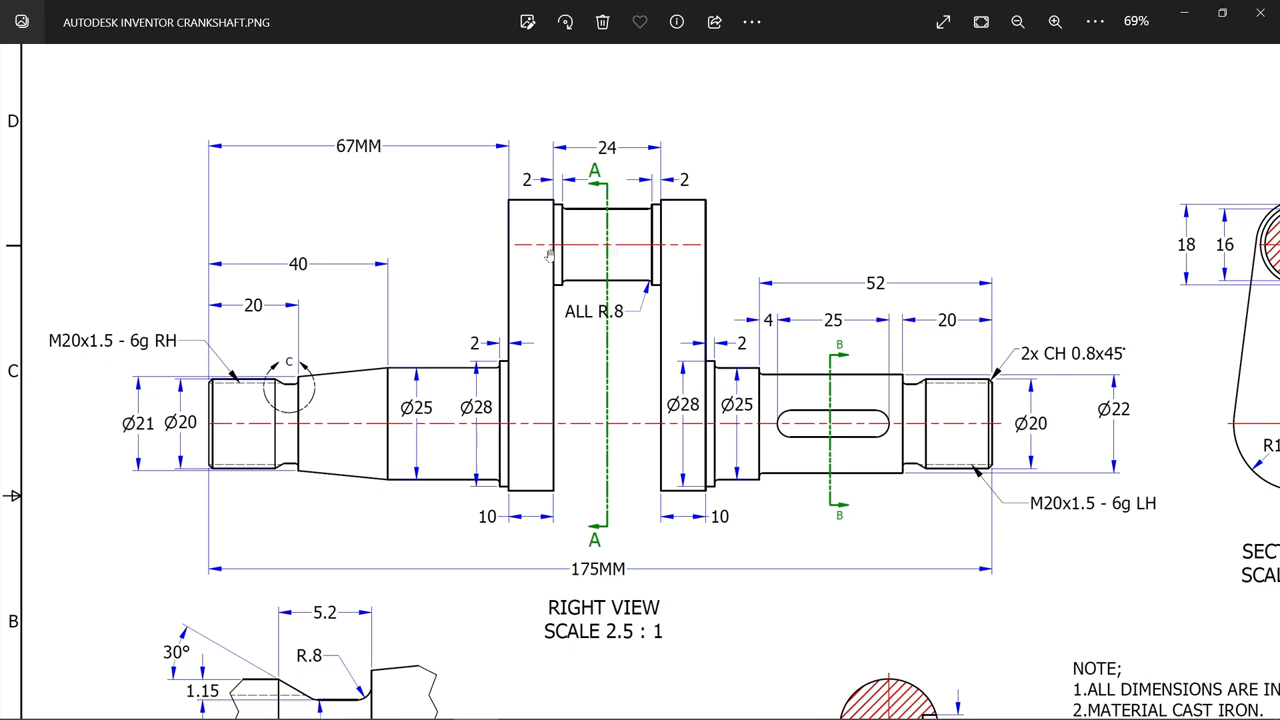 AUTODESK INVENTOR CRANKSHAFT.PNG
69%
D
67MM
24
A
2
2
18
16
40
52
20
ALL R.8
4
25
20
M20x1.5 - 6g RH
2
2
B
C
C
2x CH 0.8x45°
Ø21
Ø20
Ø25
Ø28
Ø28
Ø25
Ø20
Ø22
R1
M20x1.5 - 6g LH
10
10
B
A
SECT
SCAL
175MM
RIGHT VIEW
SCALE 2.5 : 1
B
5.2
30°
R.8
1.15
NOTE;
1.ALL DIMENSIONS ARE IN
2.MATERIAL CAST IRON.